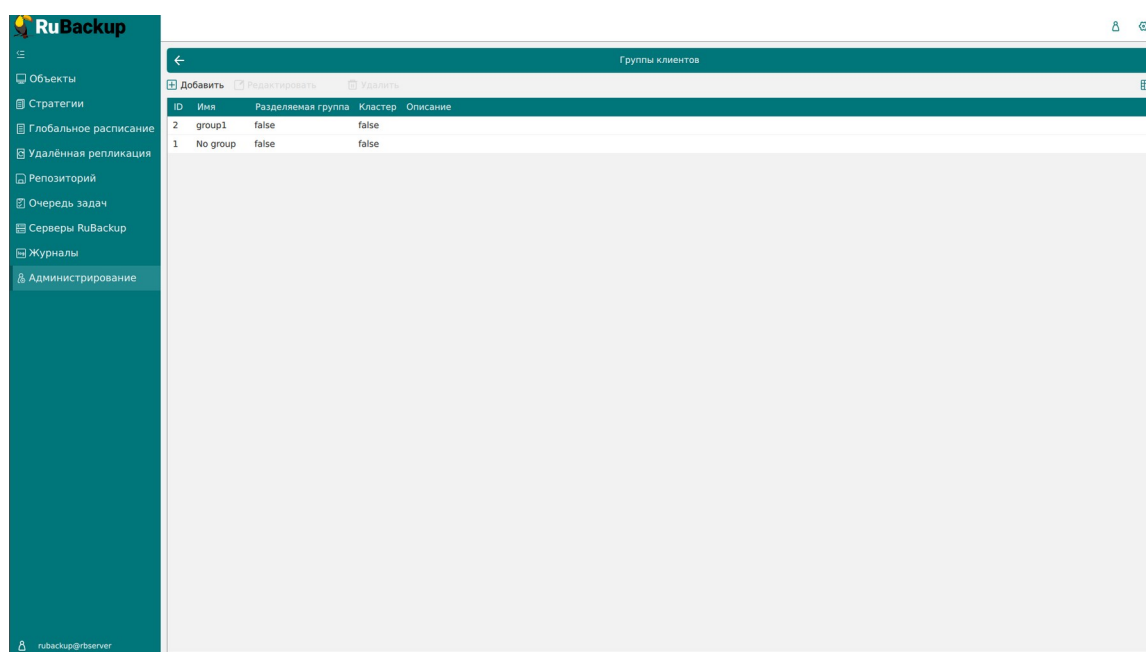 RuBackup
Объекты
Стратегии
Глобальное расписание
Удалённая репликация
Репозиторий
Очередь задач
Серверы RuBackup
Журналы
Администрирование
rubackup@rbserver
Группы клиентов
Добавить Редактировать Удалить
ID Имя Разделяемая группа Кластер Описание
2 group1 false false
1 No group false false